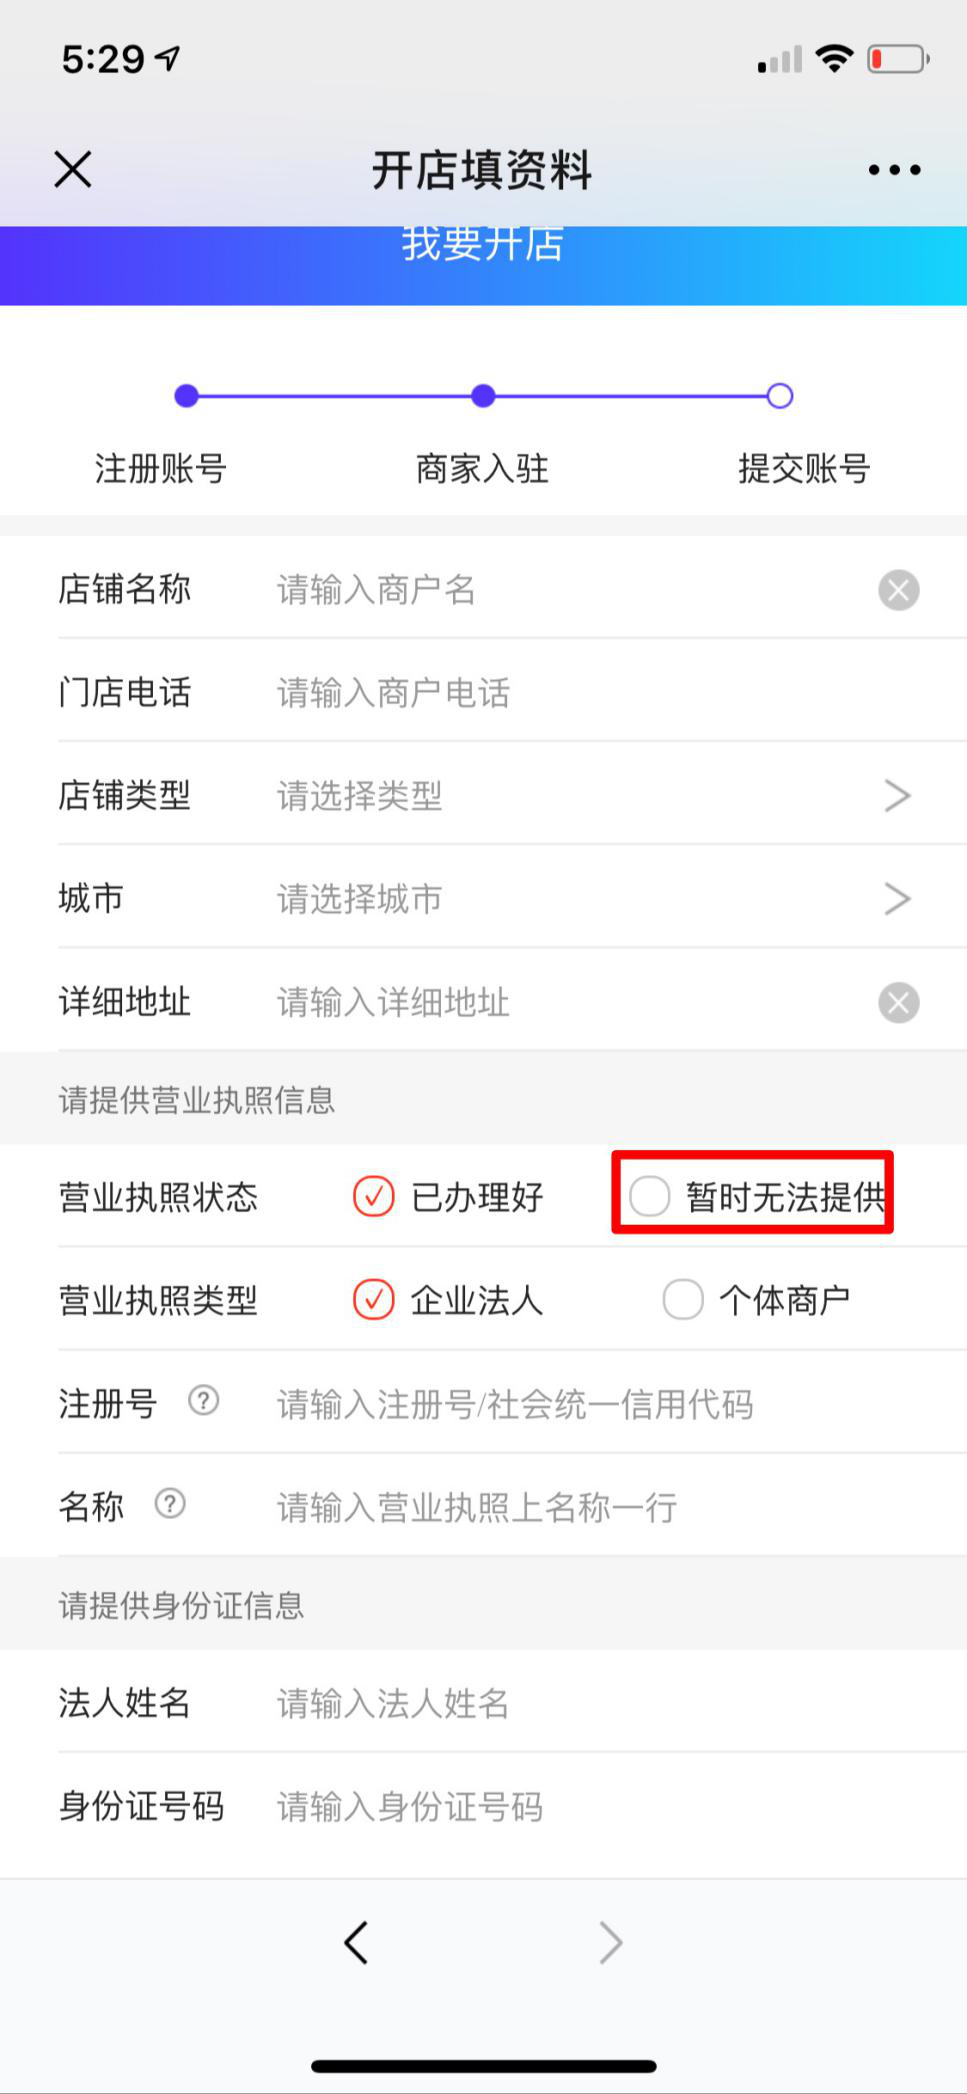 5:29
开店填资料
我要开店
注册账号 商家入驻 提交账号
店铺名称 请输入商户名
门店电话 请输入商户电话
店铺类型 请选择类型
城市 请选择城市
详细地址 请输入详细地址
请提供营业执照信息
营业执照状态 已办理好 暂时无法提供
营业执照类型 企业法人 个体商户
注册号 ? 请输入注册号/社会统一信用代码
名称 ? 请输入营业执照上名称一行
请提供身份证信息
法人姓名 请输入法人姓名
身份证号码 请输入身份证号码